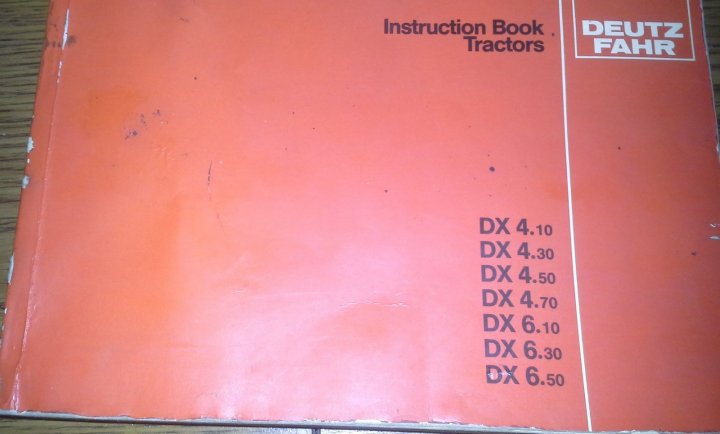 Instruction Book
Tractors
DEUTZ
FAHR
DX 4.10
DX 4.30
DX 4.50
DX 4.70
DX 6.10
DX 6.30
DX 6.50